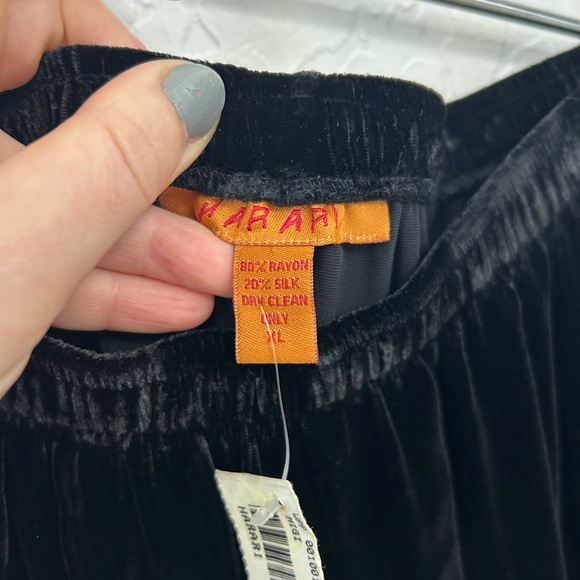 HARARI
80% RAYON
20% SILK
DRY CLEAN
ONLY
XL
HARARI